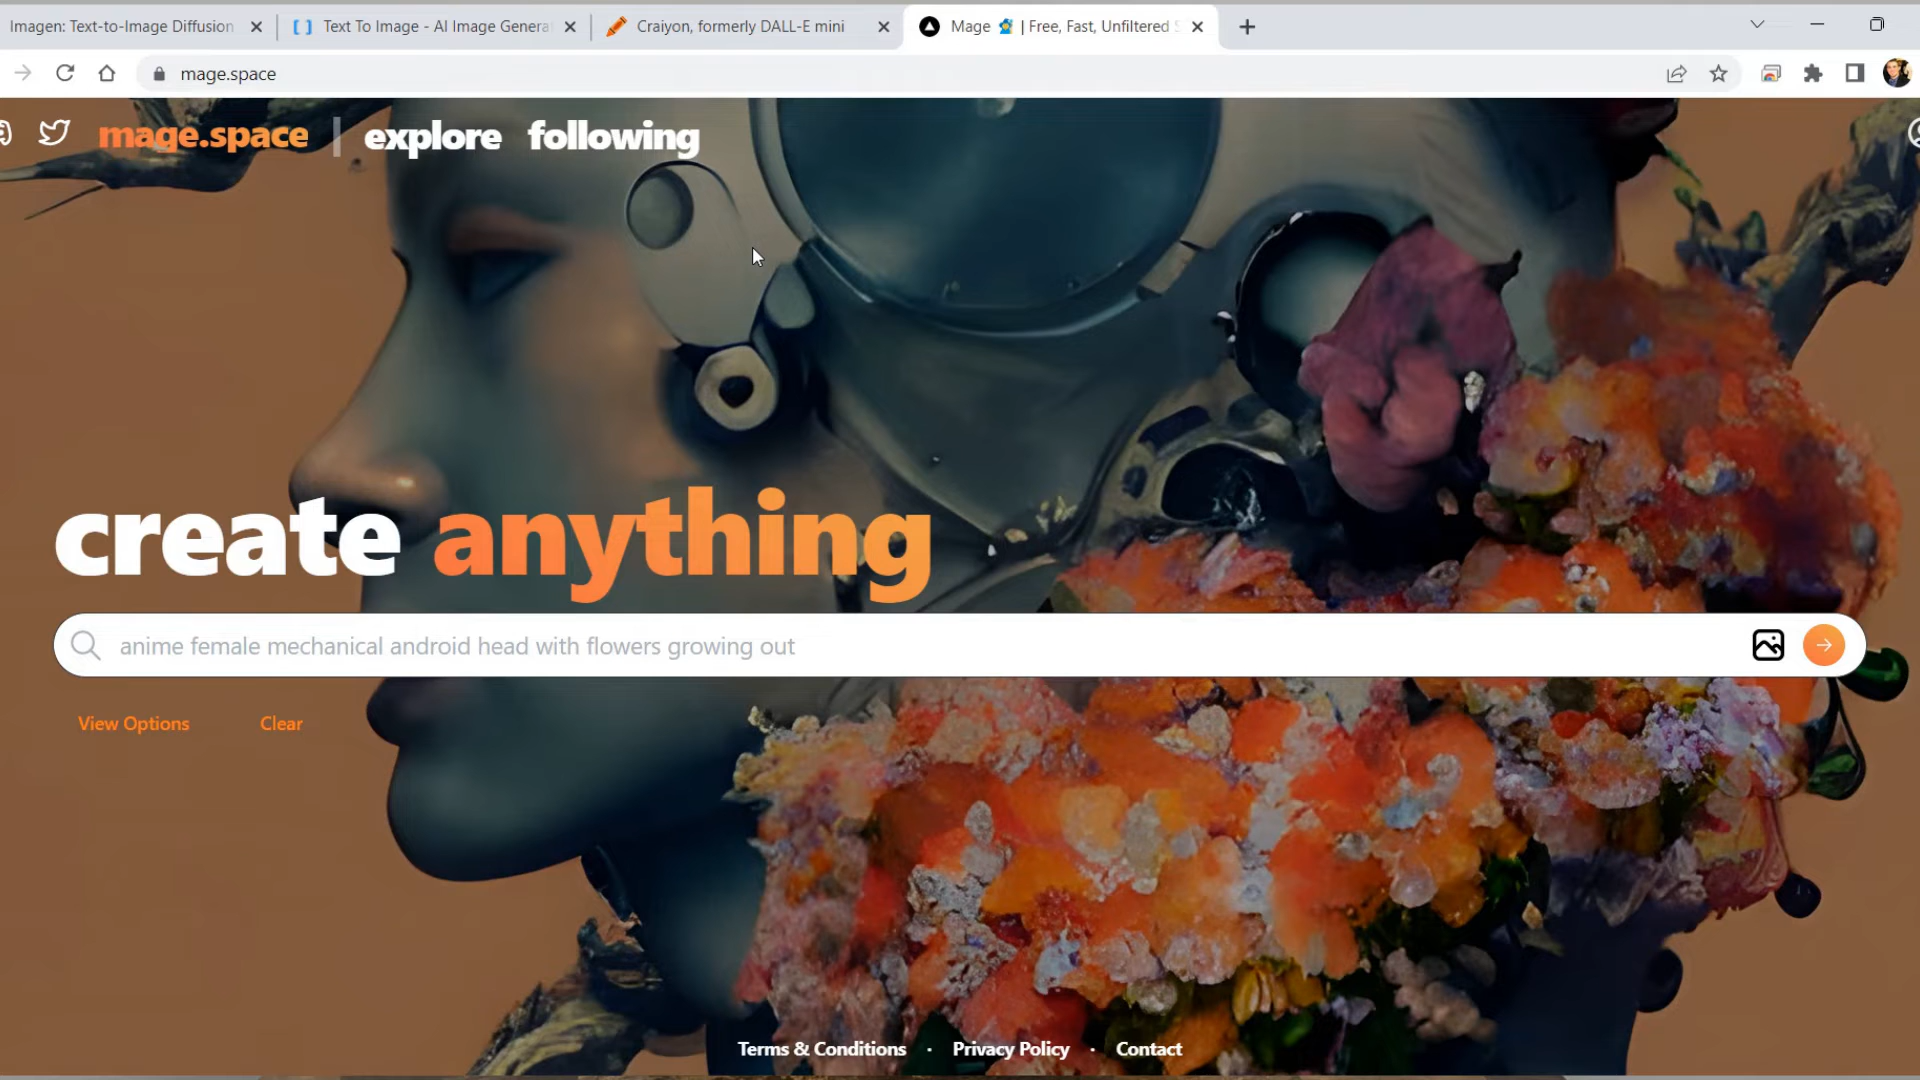 Imagen: Text-to-Image Diffusion
Text To Image - AI Image Genera
Craiyon, formerly DALL-E mini
Mage | Free, Fast, Unfiltered S
mage.space
mage.space | explore following
create anything
anime female mechanical android head with flowers growing out
View Options Clear
Terms & Conditions · Privacy Policy · Contact